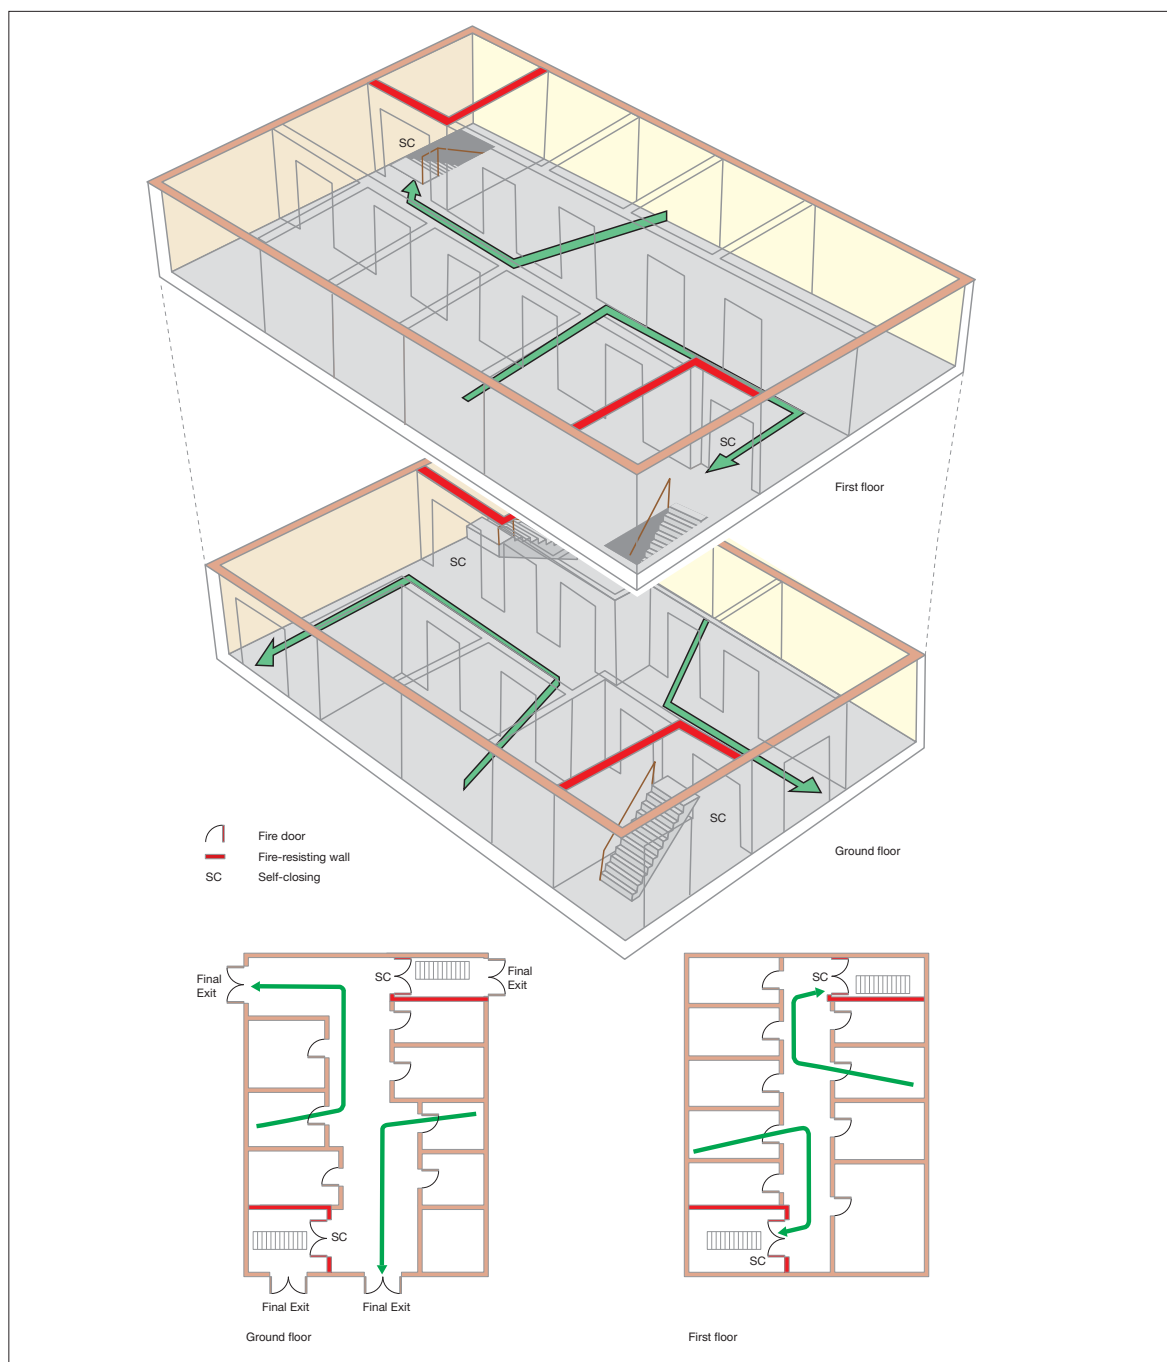 SC
SC
First floor
SC
SC
Ground floor
Fire door
Fire-resisting wall
SC
Self-closing
Final
Exit
SC
Final
Exit
SC
Final Exit
Final Exit
Ground floor
SC
SC
First floor